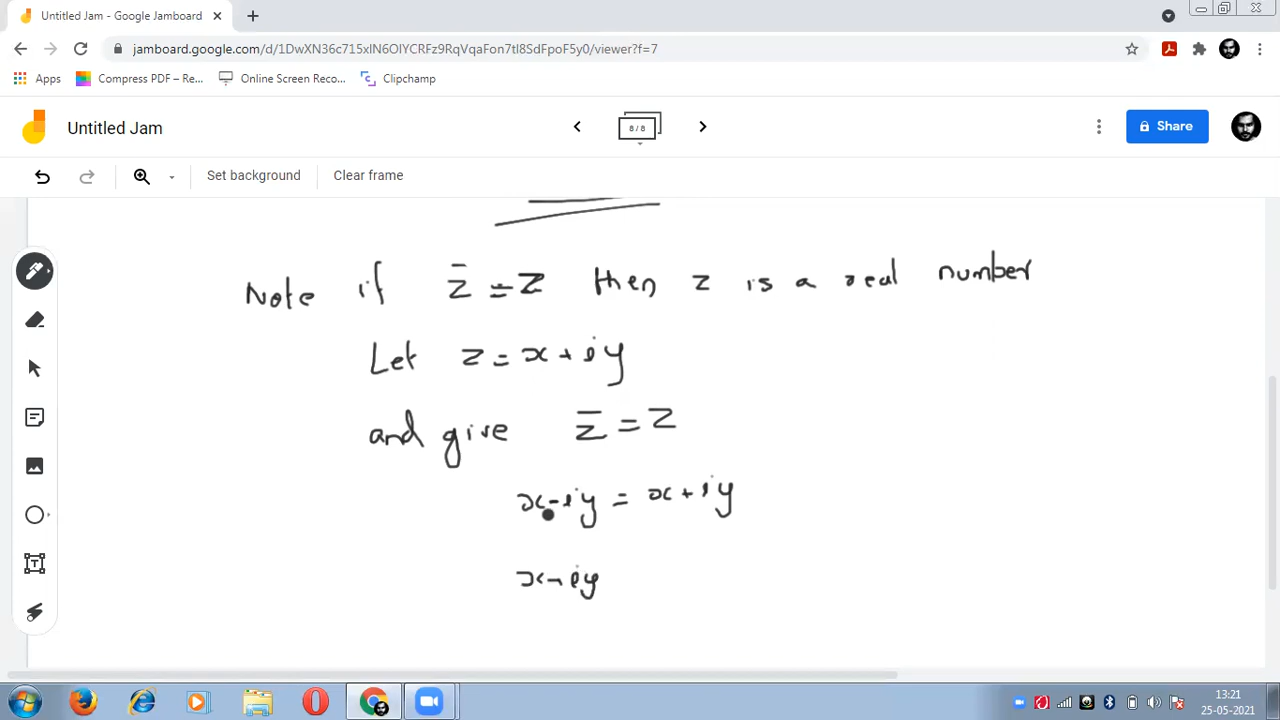 Untitled Jam - Google Jamboard
jamboard.google.com/d/1DwXN36c715xlN6OlYCRFz9RqVqaFon7tl8SdFpoF5y0/viewer?f=7
Apps Compress PDF – Re... Online Screen Reco... Clipchamp
Untitled Jam
8 / 8
Share
Set background
Clear frame
Note if z̄ = z then z is a real number
Let z = x + iy
and give z̄ = z
x - iy = x + iy
x - iy
13:21
25-05-2021